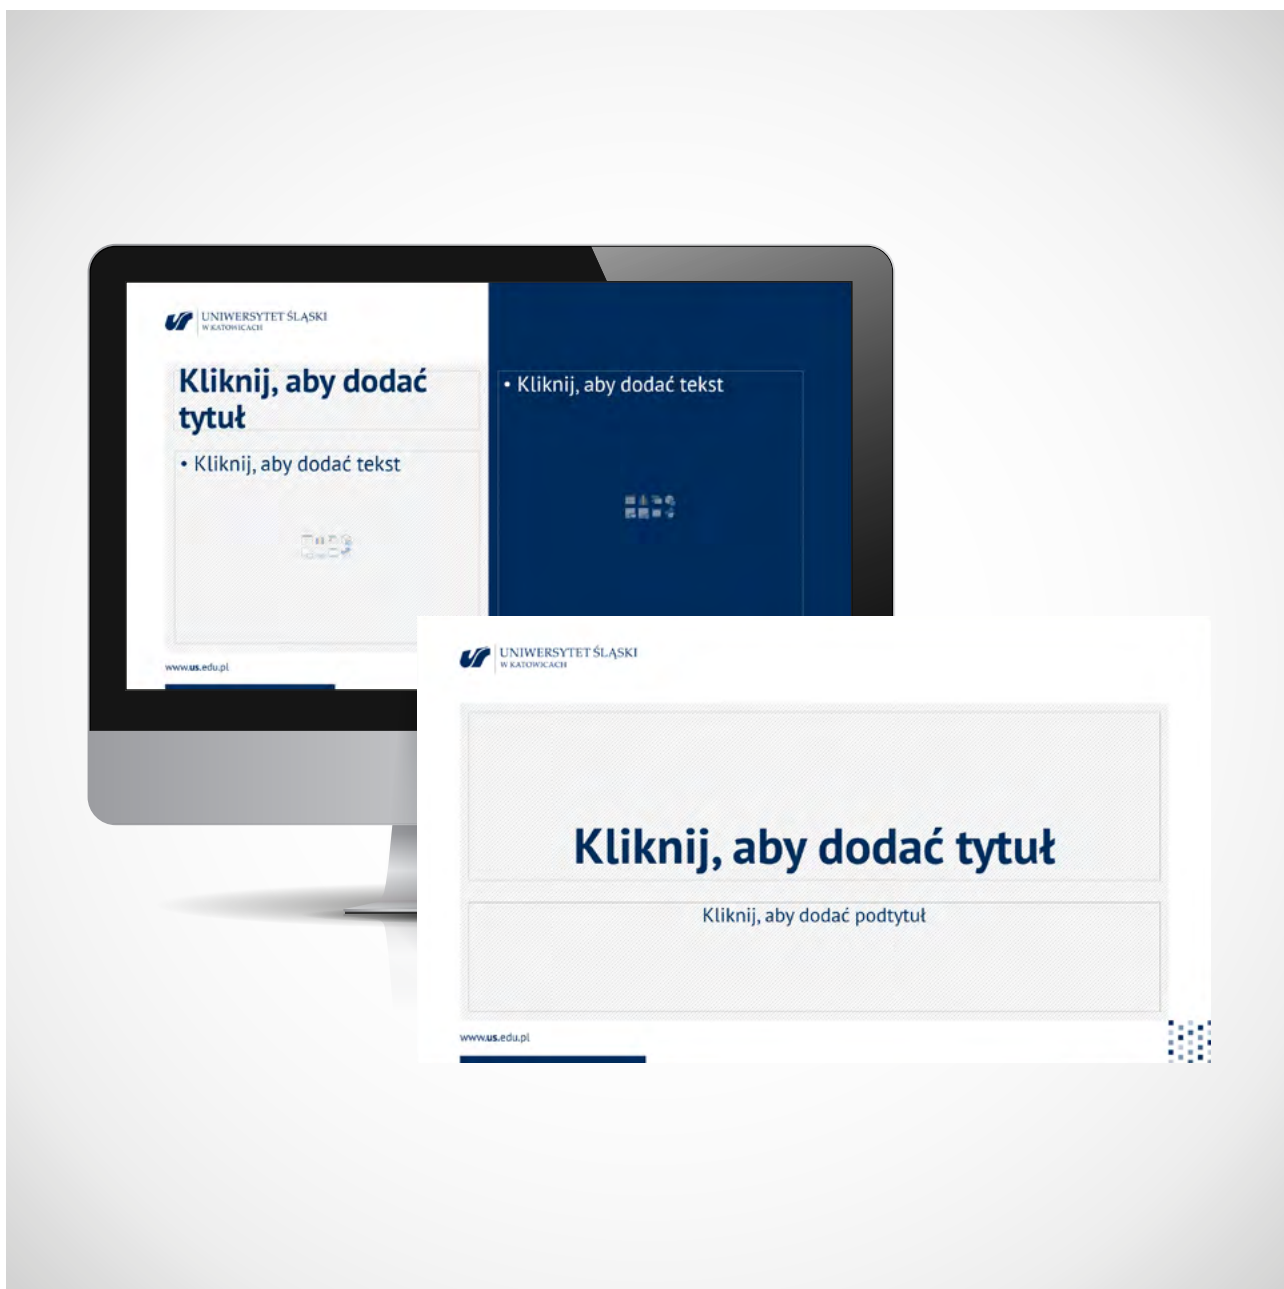 UNIWERSYTET ŚLĄSKI
W KATOWICACH
Kliknij, aby dodać
tytuł
• Kliknij, aby dodać tekst
• Kliknij, aby dodać tekst
www.us.edu.pl
UNIWERSYTET ŚLĄSKI
W KATOWICACH
Kliknij, aby dodać tytuł
Kliknij, aby dodać podtytuł
www.us.edu.pl